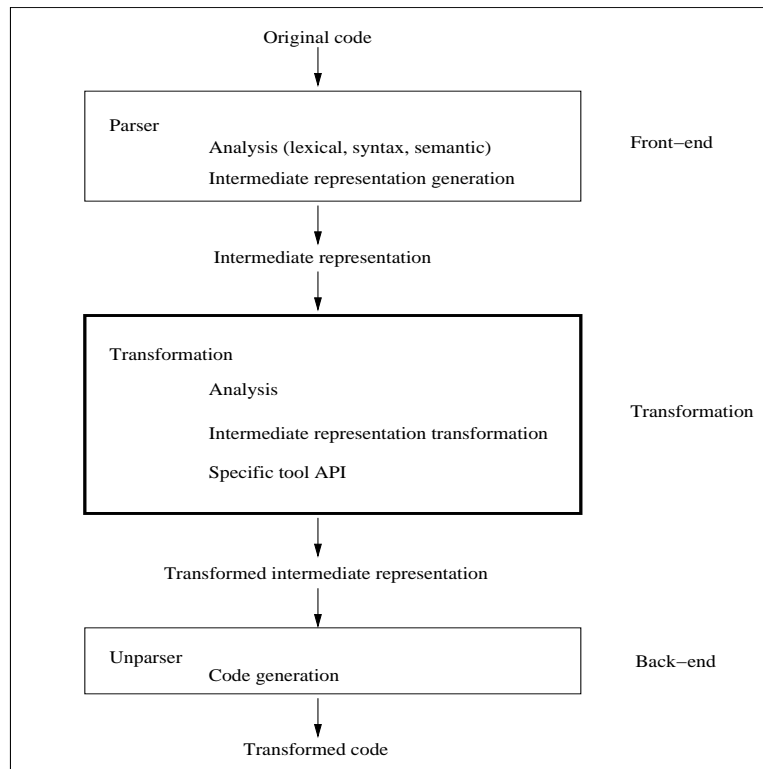 Original code
Parser
Analysis (lexical, syntax, semantic)
Front−end
Intermediate representation generation
Intermediate representation
Transformation
Analysis
Transformation
Intermediate representation transformation
Specific tool API
Transformed intermediate representation
Unparser
Back−end
Code generation
Transformed code